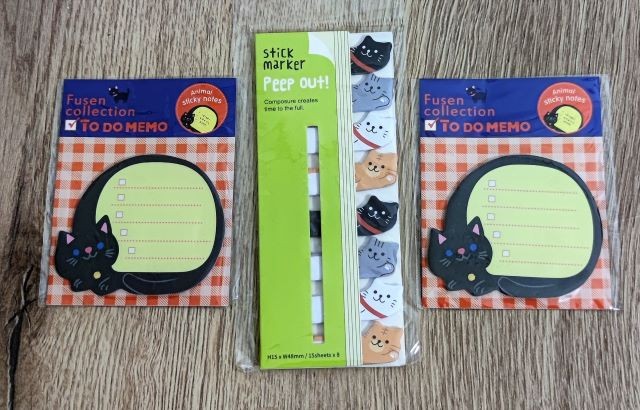 Fusen
collection
TO DO MEMO
Animal
sticky notes
stick
marker
Peep out!
Composure creates
time to the full.
H15 x W48mm / 15sheets x 8
Fusen
collection
TO DO MEMO
Animal
sticky notes